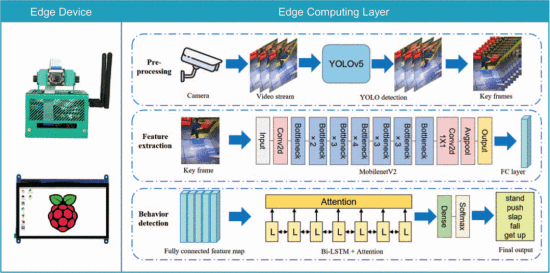 Edge Device
Edge Computing Layer
Pre-
processing
Camera
Video stream
YOLOv5
YOLO detection
Key frames
Feature
extraction
Key frame
Input
Conv2d
Bottleneck
Bottleneck
×2
Bottleneck
×3
Bottleneck
×4
Bottleneck
×3
Bottleneck
×3
Bottleneck
Conv2d
1X1
Avgpool
Output
MobilenetV2
FC layer
Behavior
detection
Fully connected feature map
Attention
L
L
L
L
L
L
L
Bi-LSTM + Attention
Dense
Softmax
stand
push
slap
fall
get up
Final output